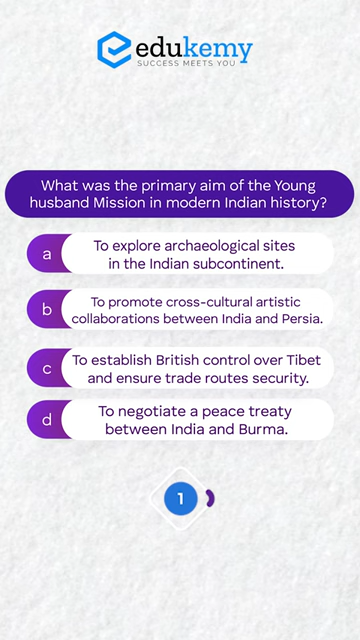 edukemy
SUCCESS MEETS YOU
What was the primary aim of the Young
husband Mission in modern Indian history?
a
To explore archaeological sites
in the Indian subcontinent.
b
To promote cross-cultural artistic
collaborations between India and Persia.
c
To establish British control over Tibet
and ensure trade routes security.
d
To negotiate a peace treaty
between India and Burma.
1